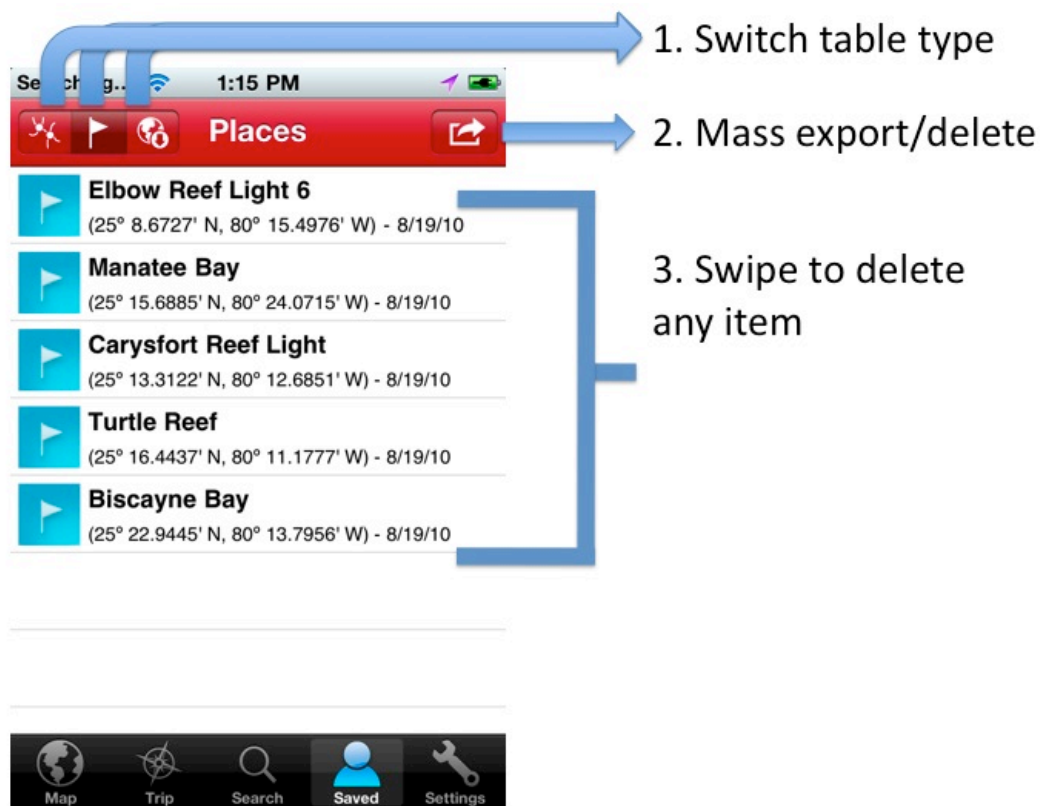 1. Switch table type
1:15 PM
Places
2. Mass export/delete
Elbow Reef Light 6
(25° 8.6727' N, 80° 15.4976' W) - 8/19/10
Manatee Bay
(25° 15.6885' N, 80° 24.0715' W) - 8/19/10
3. Swipe to delete
any item
Carysfort Reef Light
(25° 13.3122' N, 80° 12.6851' W) - 8/19/10
Turtle Reef
(25° 16.4437' N, 80° 11.1777' W) - 8/19/10
Biscayne Bay
(25° 22.9445' N, 80° 13.7956' W) - 8/19/10
Map Trip Search Saved Settings